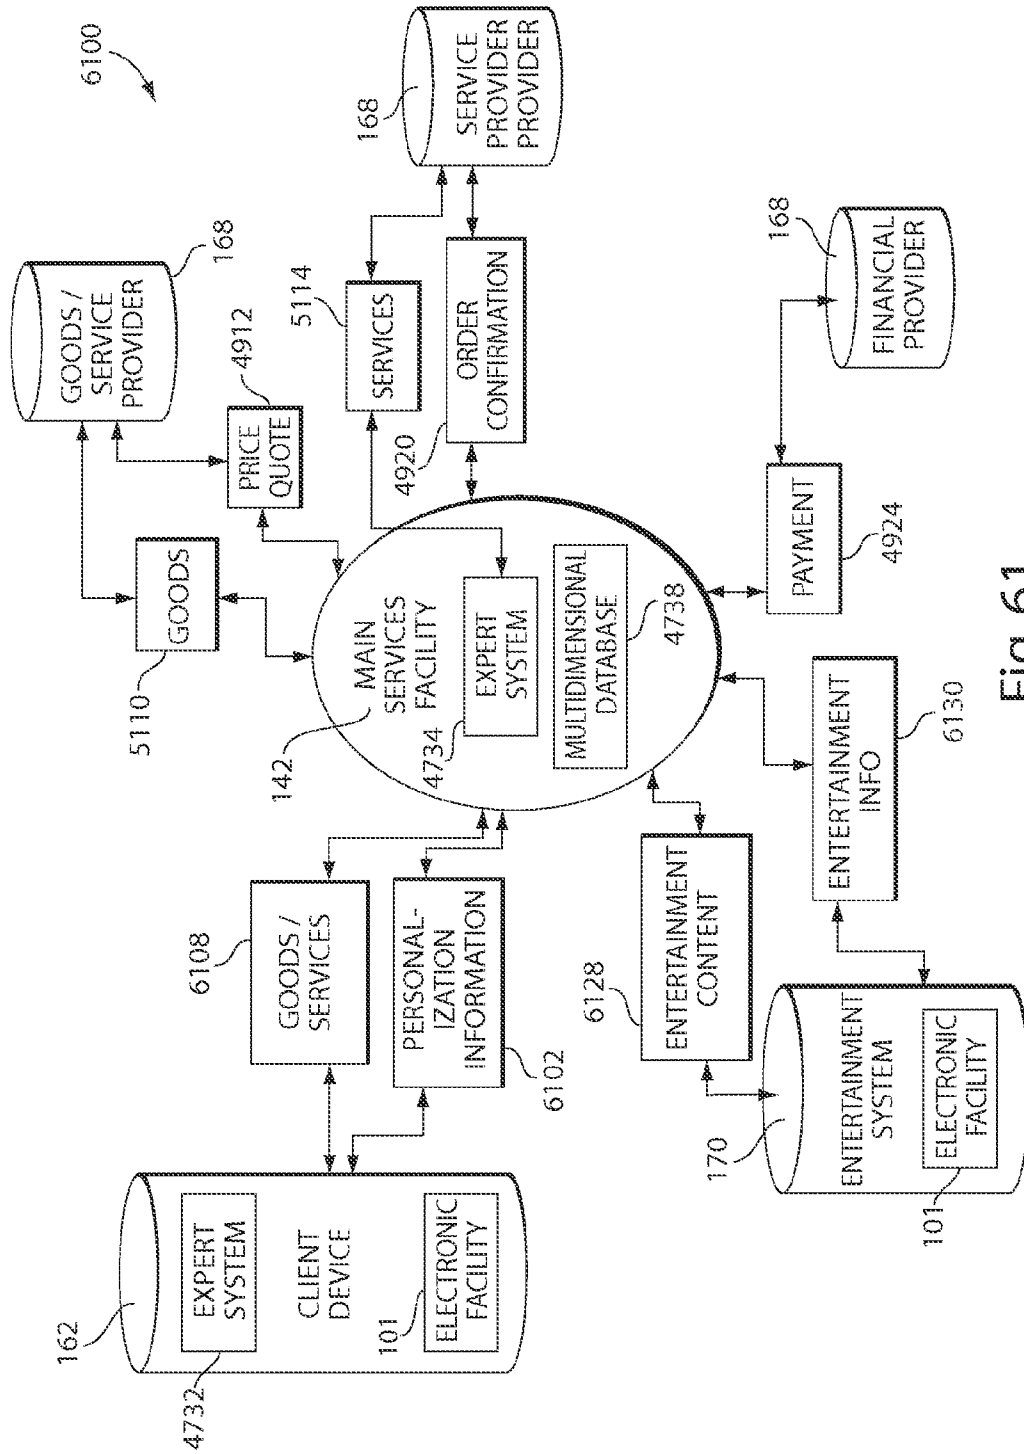 6100
162
4732
EXPERT
SYSTEM
CLIENT
DEVICE
101
ELECTRONIC
FACILITY
6108
GOODS /
SERVICES
PERSONAL-
IZATION
INFORMATION
6102
5110
GOODS
GOODS /
SERVICE
PROVIDER
168
PRICE
QUOTE
4912
142
MAIN
SERVICES
FACILITY
4734
EXPERT
SYSTEM
MULTIDIMENSIONAL
DATABASE
4738
5114
SERVICES
4920
ORDER
CONFIRMATION
168
SERVICE
PROVIDER
PROVIDER
6128
ENTERTAINMENT
CONTENT
170
ENTERTAINMENT
SYSTEM
101
ELECTRONIC
FACILITY
ENTERTAINMENT
INFO
6130
PAYMENT
4924
168
FINANCIAL
PROVIDER
Fig. 61